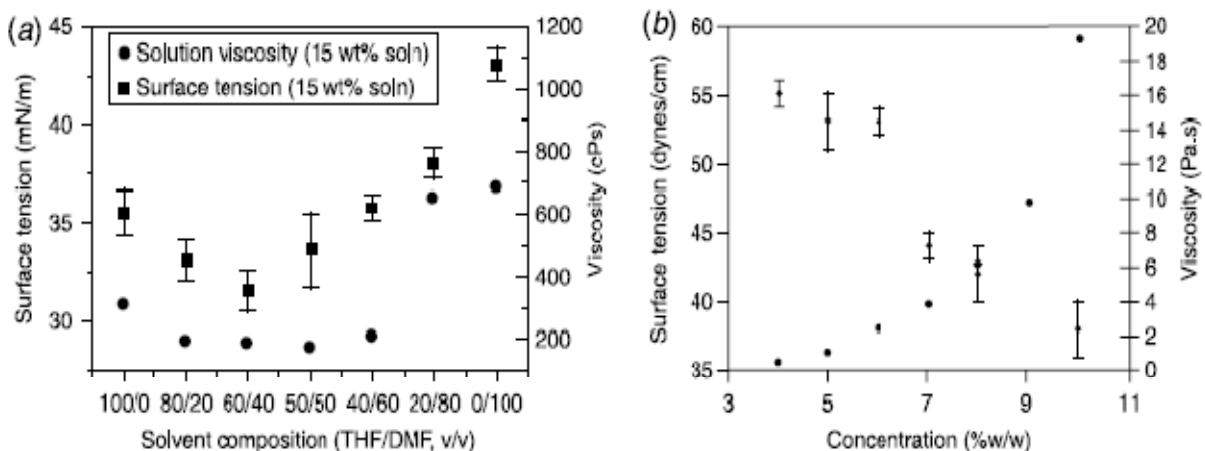 (a)
45
40
35
30
Surface tension (mN/m)
Solution viscosity (15 wt% soln)
Surface tension (15 wt% soln)
1200
1000
800
600
400
200
Viscosity (cPs)
100/0 80/20 60/40 50/50 40/60 20/80 0/100
Solvent composition (THF/DMF, v/v)
(b)
60
55
50
45
40
35
Surface tension (dynes/cm)
20
18
16
14
12
10
8
6
4
2
0
Viscosity (Pa.s)
3 5 7 9 11
Concentration (%w/w)